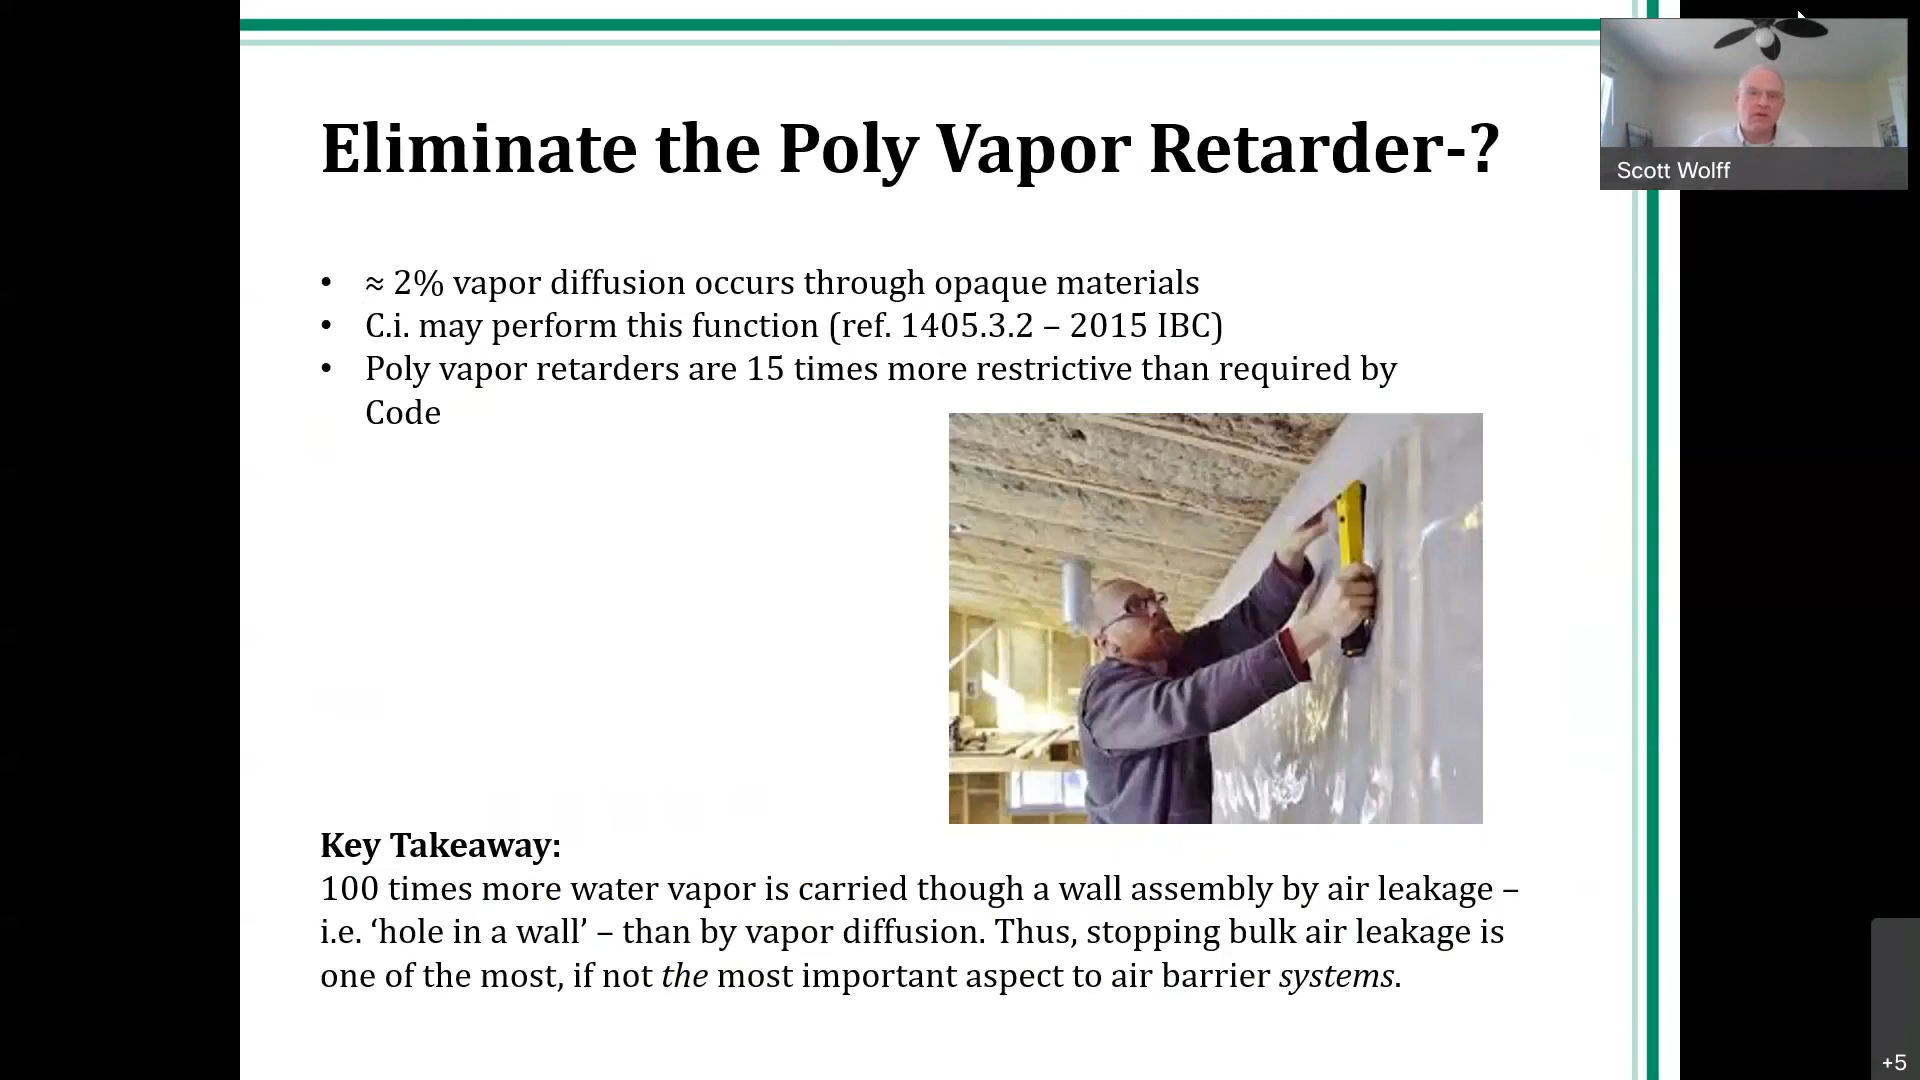 Eliminate the Poly Vapor Retarder-?
Scott Wolff
• ≈ 2% vapor diffusion occurs through opaque materials
• C.i. may perform this function (ref. 1405.3.2 – 2015 IBC)
• Poly vapor retarders are 15 times more restrictive than required by
Code
Key Takeaway:
100 times more water vapor is carried though a wall assembly by air leakage –
i.e. ‘hole in a wall’ – than by vapor diffusion. Thus, stopping bulk air leakage is
one of the most, if not the most important aspect to air barrier systems.
+5